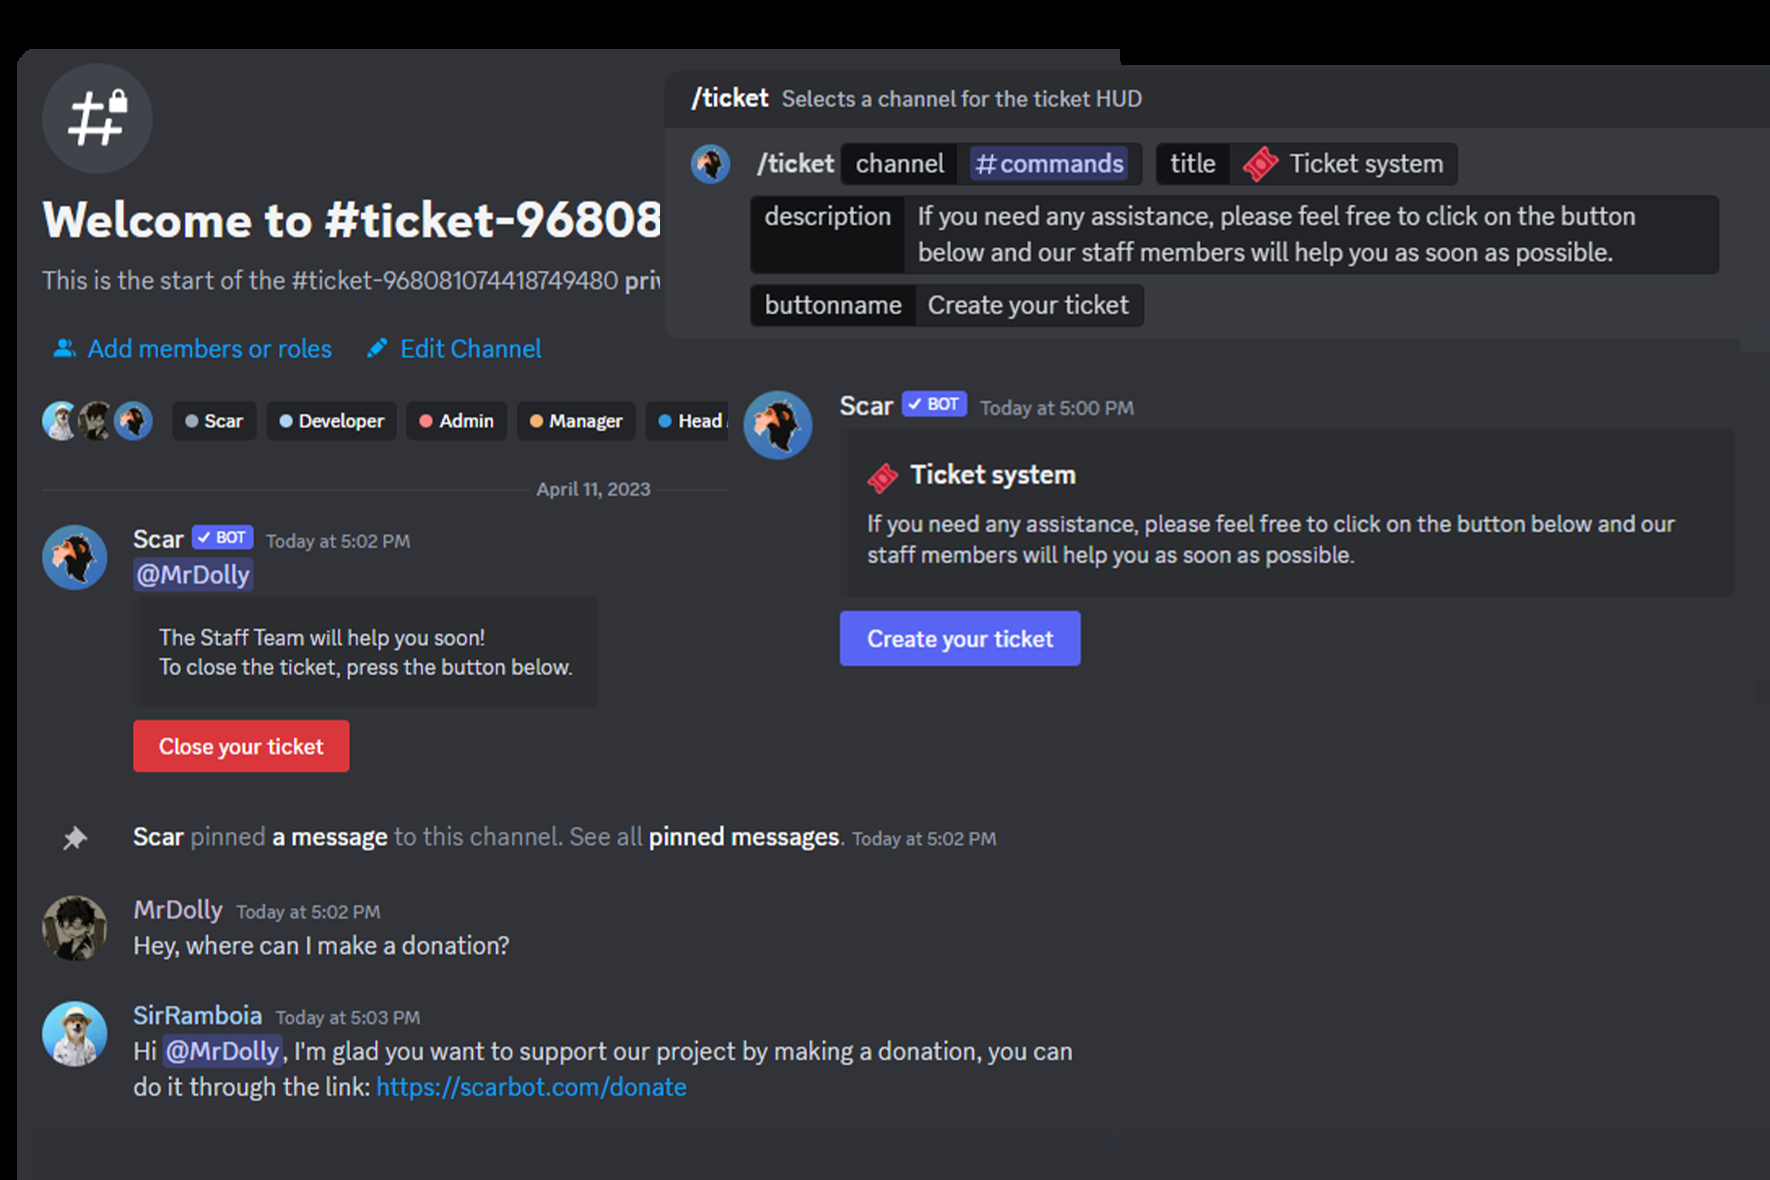 /ticket Selects a channel for the ticket HUD
/ticket channel #commands title Ticket system
description If you need any assistance, please feel free to click on the button
below and our staff members will help you as soon as possible.
buttonname Create your ticket
Welcome to #ticket-96808
This is the start of the #ticket-968081074418749480
Add members or roles Edit Channel
Scar Developer Admin Manager Head
April 11, 2023
Scar BOT Today at 5:02 PM
@MrDolly
The Staff Team will help you soon!
To close the ticket, press the button below.
Close your ticket
Scar BOT Today at 5:00 PM
Ticket system
If you need any assistance, please feel free to click on the button below and our
staff members will help you as soon as possible.
Create your ticket
Scar pinned a message to this channel. See all pinned messages. Today at 5:02 PM
MrDolly Today at 5:02 PM
Hey, where can I make a donation?
SirRamboia Today at 5:03 PM
Hi @MrDolly, I'm glad you want to support our project by making a donation, you can
do it through the link: https://scarbot.com/donate